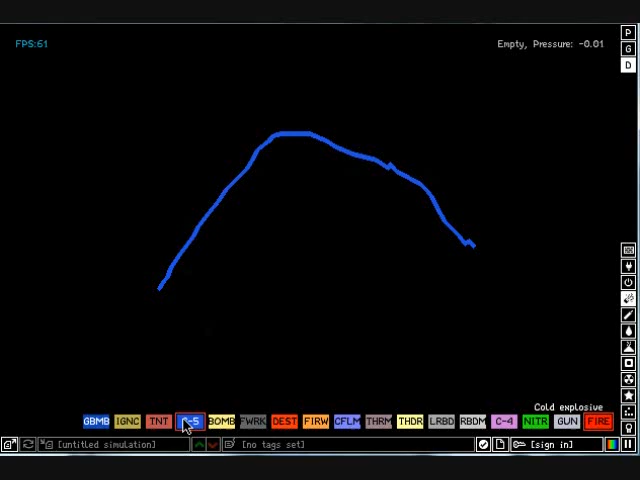 FPS:61
Empty, Pressure: -0.01
P
G
D
Cold explosive
GBMB IGNC TNT C-5 BOMB FWRK DEST FIRW CFLM THRM THDR LRBD RBDM C-4 NITR GUN FIRE
[untitled simulation] [no tags set] [sign in]